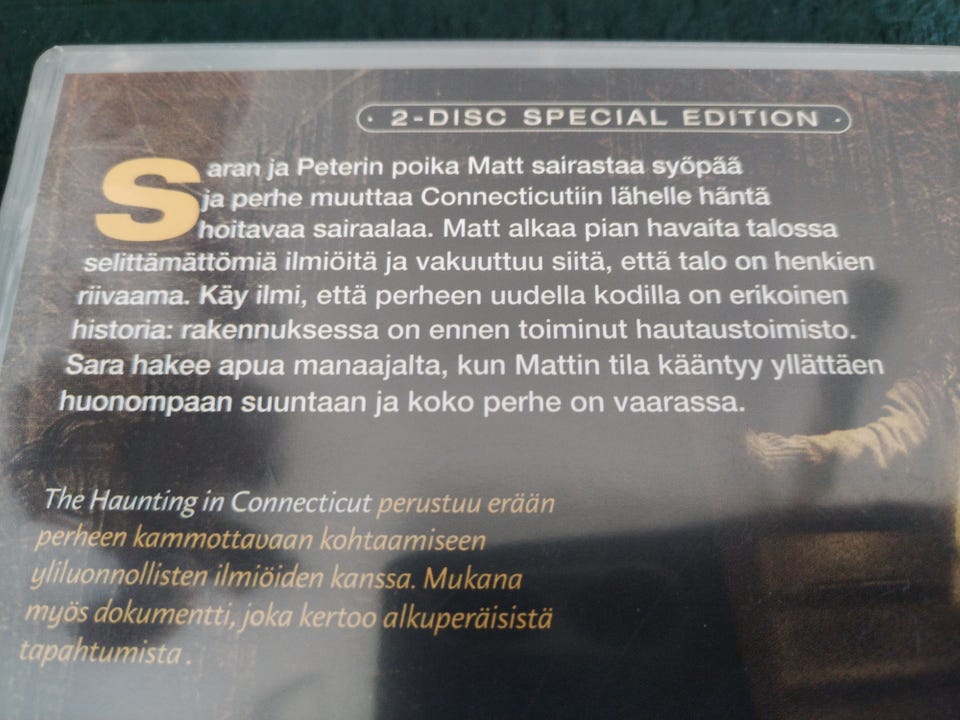 2-DISC SPECIAL EDITION
Saran ja Peterin poika Matt sairastaa syöpää
ja perhe muuttaa Connecticutiin lähelle häntä
hoitavaa sairaalaa. Matt alkaa pian havaita talossa
selittämättömiä ilmiöitä ja vakuuttuu siitä, että talo on henkien
riivaama. Käy ilmi, että perheen uudella kodilla on erikoinen
historia: rakennuksessa on ennen toiminut hautaustoimisto.
Sara hakee apua manaajalta, kun Mattin tila kääntyy yllättäen
huonompaan suuntaan ja koko perhe on vaarassa.
The Haunting in Connecticut perustuu erään
perheen kammottavaan kohtaamiseen
yliluonnollisten ilmiöiden kanssa. Mukana
myös dokumentti, joka kertoo alkuperäisistä
tapahtumista.